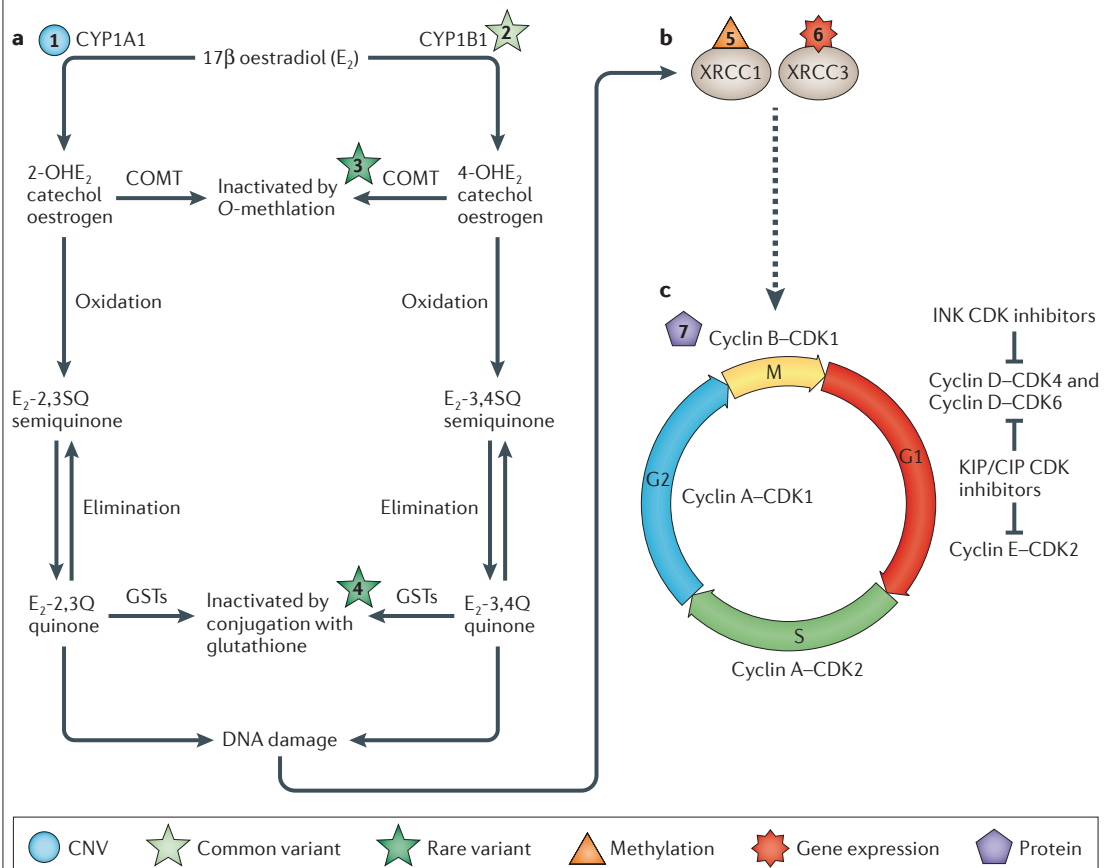 a
1 CYP1A1
CYP1B1 2
17β oestradiol (E₂)
2-OHE₂
catechol
oestrogen
COMT
Inactivated by
O-methlation
3
COMT
4-OHE₂
catechol
oestrogen
Oxidation
Oxidation
E₂-2,3SQ
semiquinone
E₂-3,4SQ
semiquinone
Elimination
Elimination
E₂-2,3Q
quinone
GSTs
Inactivated by
conjugation with
glutathione
4
GSTs
E₂-3,4Q
quinone
DNA damage
b
5
XRCC1
6
XRCC3
c
7
Cyclin B–CDK1
M
G1
G2
Cyclin A–CDK1
S
Cyclin A–CDK2
INK CDK inhibitors
Cyclin D–CDK4 and
Cyclin D–CDK6
KIP/CIP CDK
inhibitors
Cyclin E–CDK2
CNV
Common variant
Rare variant
Methylation
Gene expression
Protein